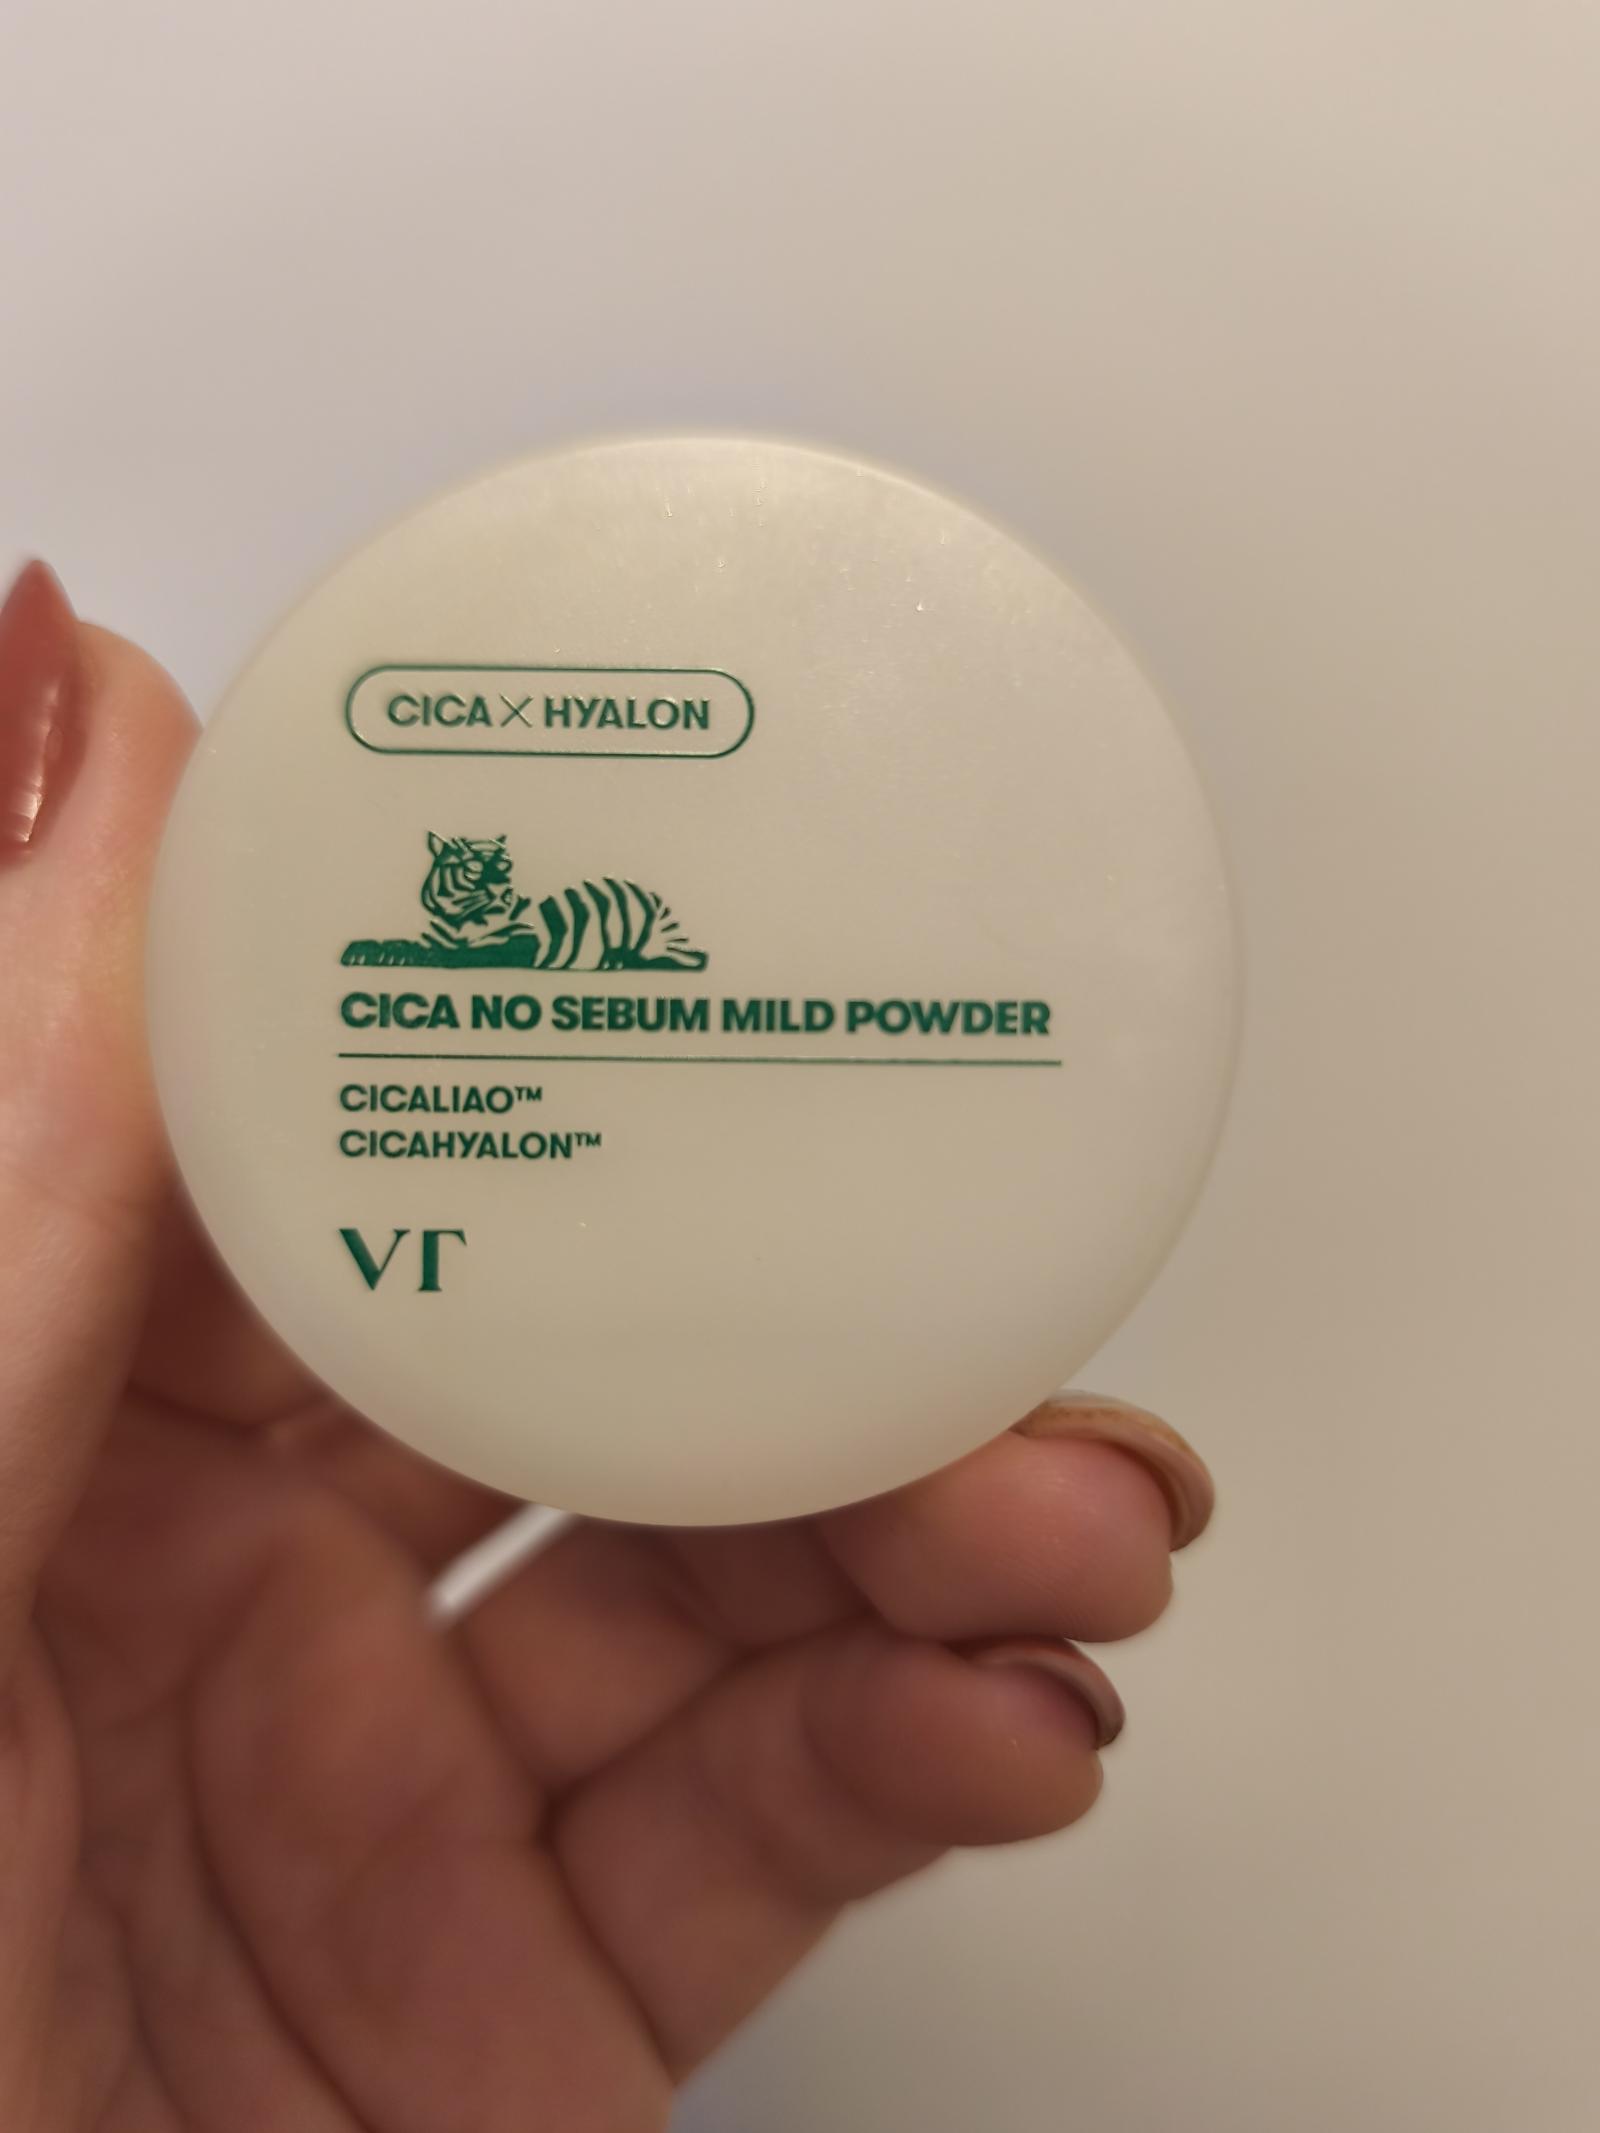 CICA X HYALON
CICA NO SEBUM MILD POWDER
CICALIAO™
CICAHYALON™
VT